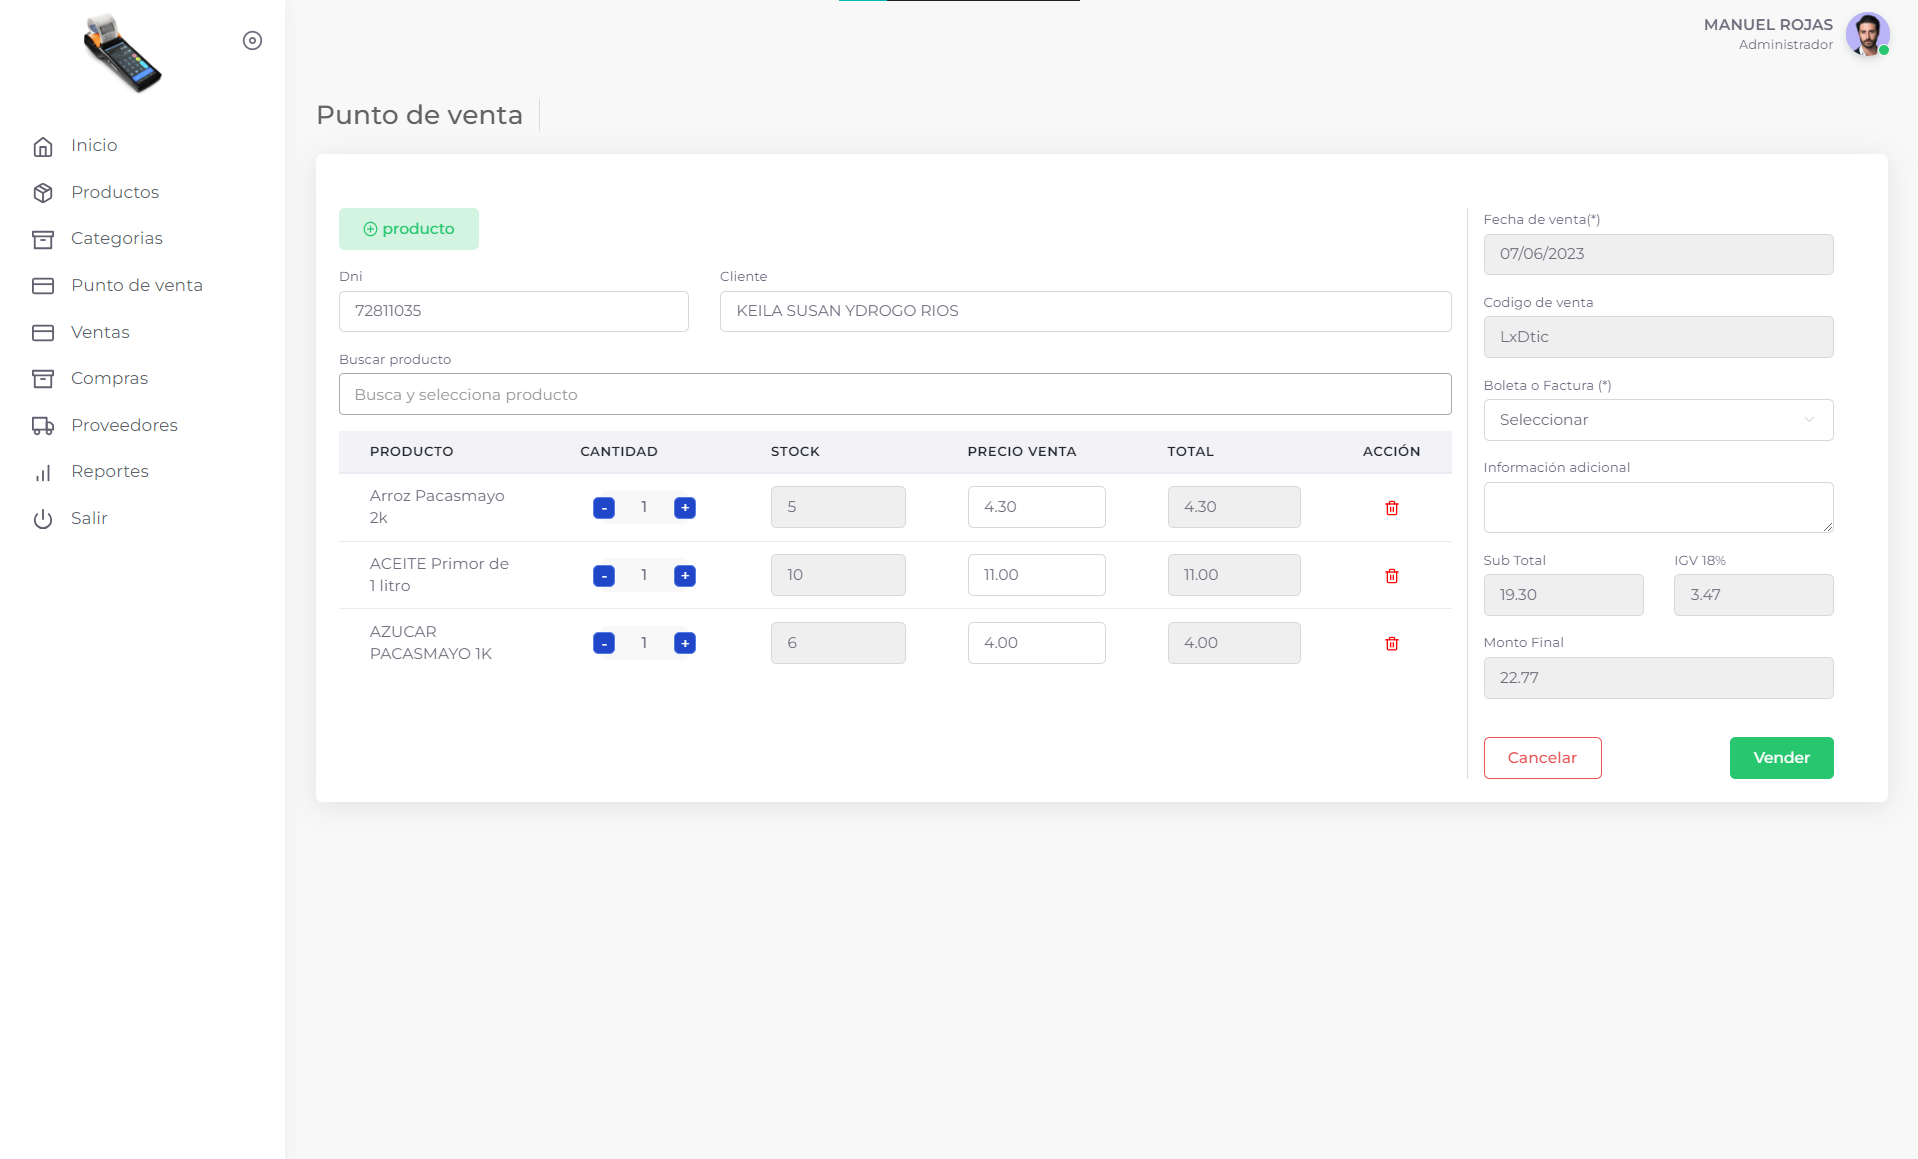 MANUEL ROJAS
Administrador
Inicio
Productos
Categorias
Punto de venta
Ventas
Compras
Proveedores
Reportes
Salir
Punto de venta
producto
Dni
Cliente
72811035
KEILA SUSAN YDROGO RIOS
Buscar producto
Busca y selecciona producto
PRODUCTO CANTIDAD STOCK PRECIO VENTA TOTAL ACCIÓN
Arroz Pacasmayo
2k
- 1 + 5 4.30 4.30
ACEITE Primor de
1 litro
- 1 + 10 11.00 11.00
AZUCAR
PACASMAYO 1K
- 1 + 6 4.00 4.00
Fecha de venta(*)
07/06/2023
Codigo de venta
LxDtic
Boleta o Factura (*)
Seleccionar
Información adicional
Sub Total IGV 18%
19.30 3.47
Monto Final
22.77
Cancelar Vender